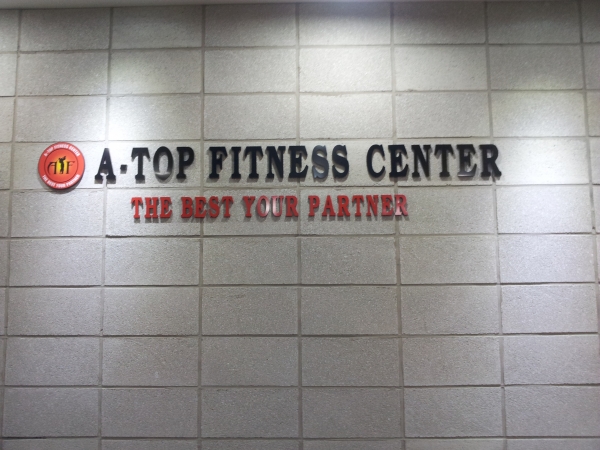 A-TOP FITNESS CENTER
THE BEST YOUR PARTNER